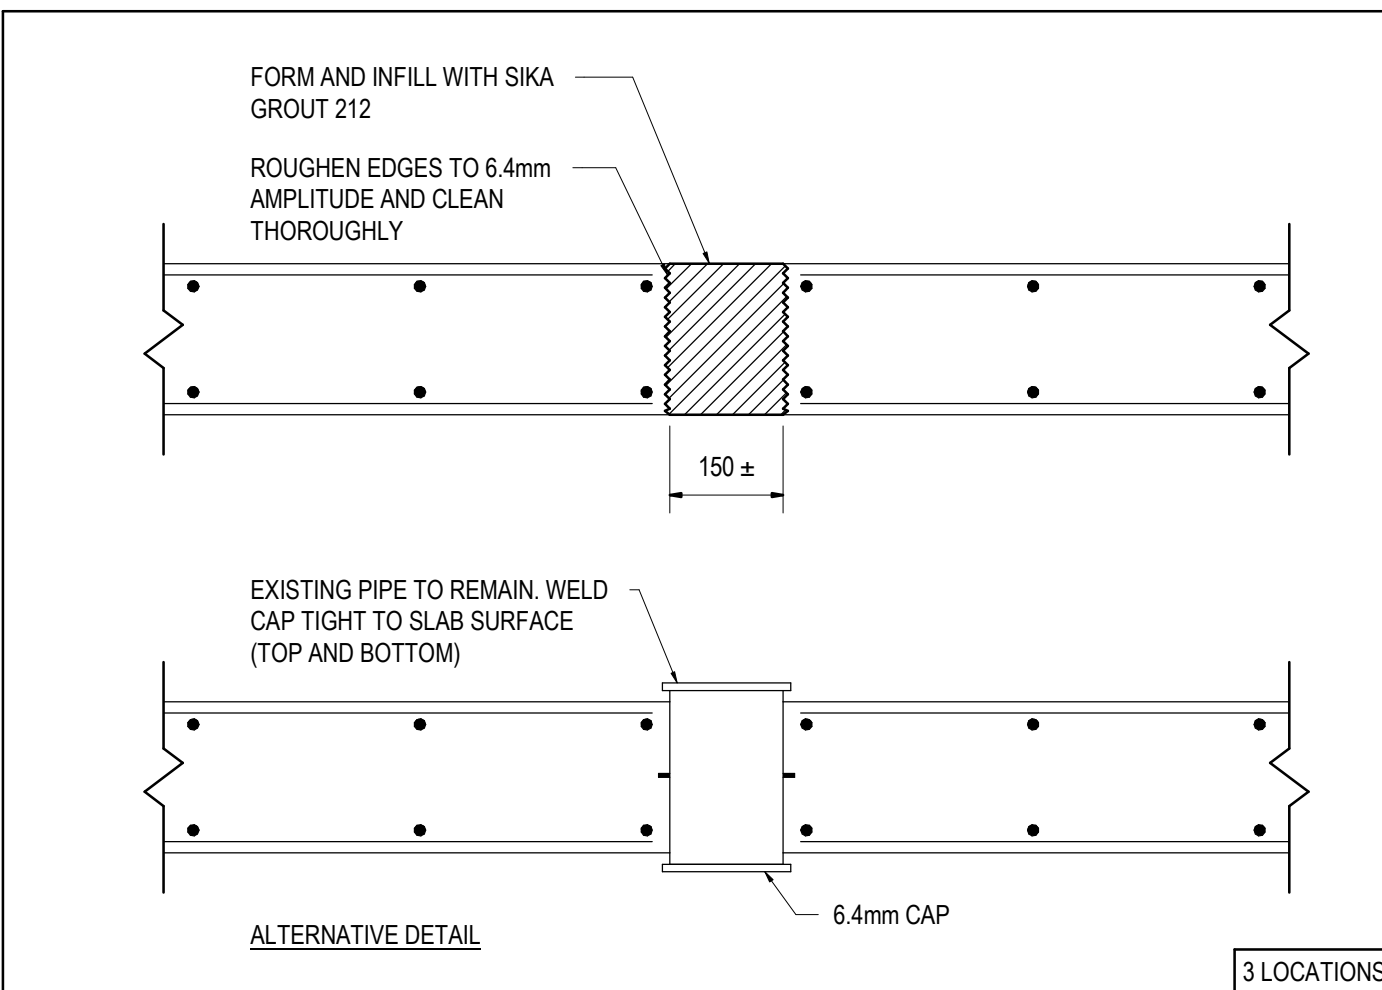 FORM AND INFILL WITH SIKA
GROUT 212
ROUGHEN EDGES TO 6.4mm
AMPLITUDE AND CLEAN
THOROUGHLY
150 ±
EXISTING PIPE TO REMAIN. WELD
CAP TIGHT TO SLAB SURFACE
(TOP AND BOTTOM)
6.4mm CAP
ALTERNATIVE DETAIL
3 LOCATIONS